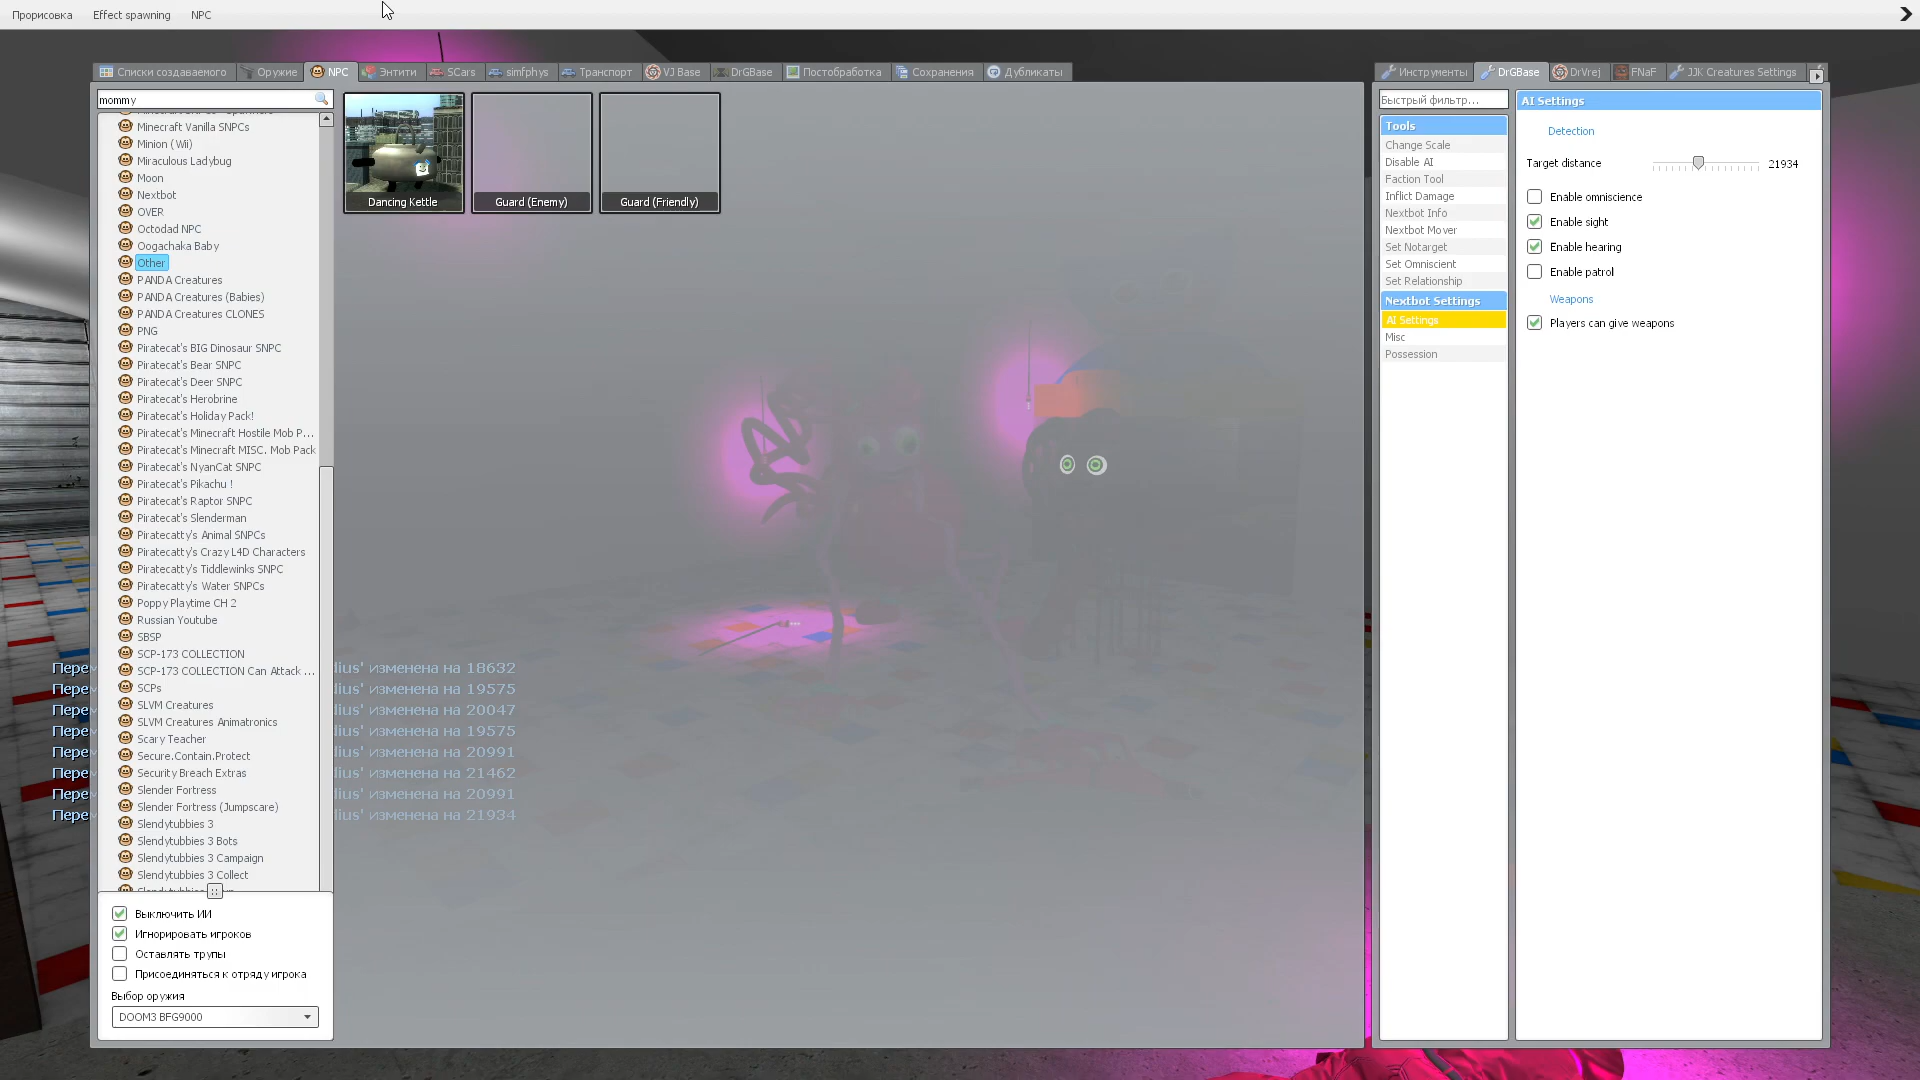 Прорисовка Effect spawning NPC
Списки создаваемого Оружие NPC Энтити SCars simfphys Транспорт VJ Base DrGBase Постобработка Сохранения Дубликаты
Инструменты DrGBase DrVrej FNaF JJK Creatures Settings
mommy
Minecraft Vanilla SNPCs
Minion (Wii)
Miraculous Ladybug
Moon
Nextbot
OVER
Octodad NPC
Oogachaka Baby
Other
PANDA Creatures
PANDA Creatures (Babies)
PANDA Creatures CLONES
PNG
Piratecat's BIG Dinosaur SNPC
Piratecat's Bear SNPC
Piratecat's Deer SNPC
Piratecat's Herobrine
Piratecat's Holiday Pack!
Piratecat's Minecraft Hostile Mob P...
Piratecat's Minecraft MISC. Mob Pack
Piratecat's NyanCat SNPC
Piratecat's Pikachu !
Piratecat's Raptor SNPC
Piratecat's Slenderman
Piratecatty's Animal SNPCs
Piratecatty's Crazy L4D Characters
Piratecatty's Tiddlewinks SNPC
Piratecatty's Water SNPCs
Poppy Playtime CH 2
Russian Youtube
SBSP
SCP-173 COLLECTION
SCP-173 COLLECTION Can Attack ...
SCPs
SLVM Creatures
SLVM Creatures Animatronics
Scary Teacher
Secure.Contain.Protect
Security Breach Extras
Slender Fortress
Slender Fortress (Jumpscare)
Slendytubbies 3
Slendytubbies 3 Bots
Slendytubbies 3 Campaign
Slendytubbies 3 Collect
Выключить ИИ
Игнорировать игроков
Оставлять трупы
Присоединяться к отряду игрока
Выбор оружия
DOOM3 BFG9000
Dancing Kettle
Guard (Enemy)
Guard (Friendly)
Перем dius' изменена на 18632
Перем dius' изменена на 19575
Перем dius' изменена на 20047
Перем dius' изменена на 19575
Перем dius' изменена на 20991
Перем dius' изменена на 21462
Перем dius' изменена на 20991
Перем dius' изменена на 21934
Быстрый фильтр...
Tools
Change Scale
Disable AI
Faction Tool
Inflict Damage
Nextbot Info
Nextbot Mover
Set Notarget
Set Omniscient
Set Relationship
Nextbot Settings
AI Settings
Misc
Possession
AI Settings
Detection
Target distance 21934
Enable omniscience
Enable sight
Enable hearing
Enable patrol
Weapons
Players can give weapons